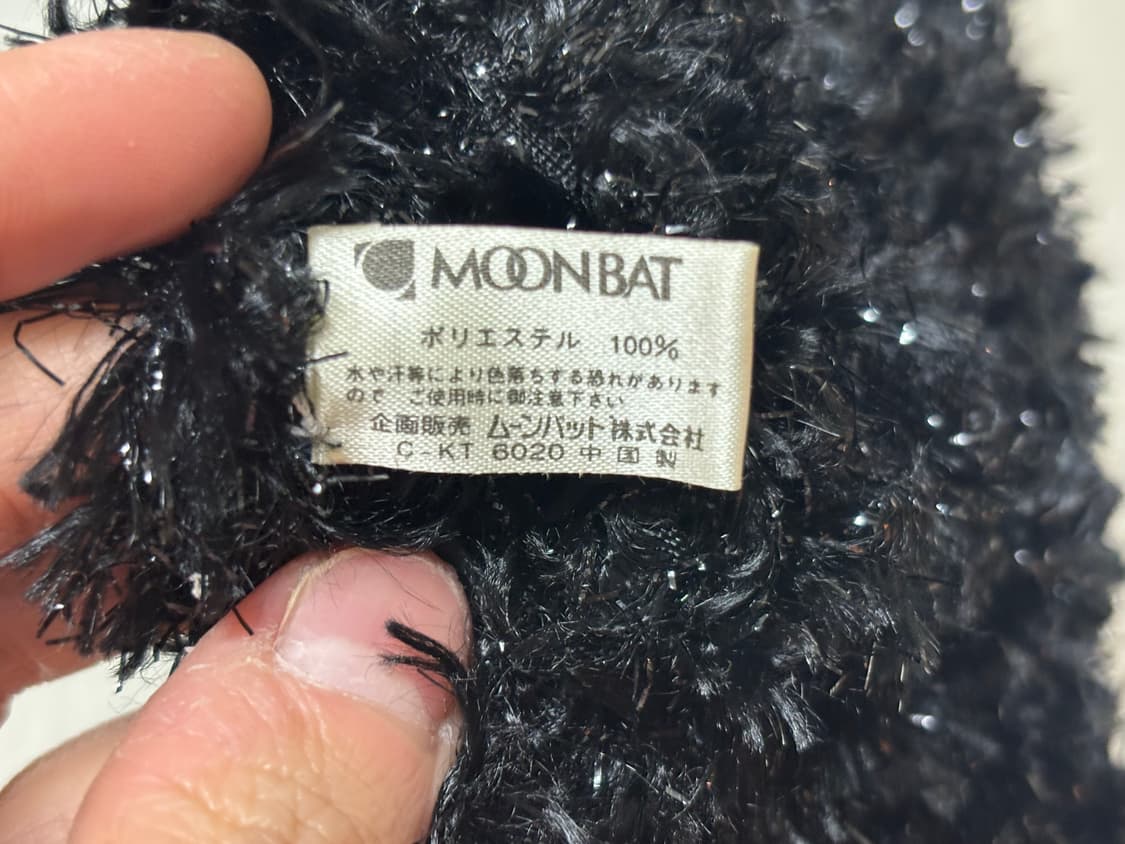 MOONBAT
ポリエステル 100%
水や汗等により色落ちする恐れがあります
ので ご使用時に御注意下さい
企画販売 ムーンバット株式会社
C-KT 6020 中国製